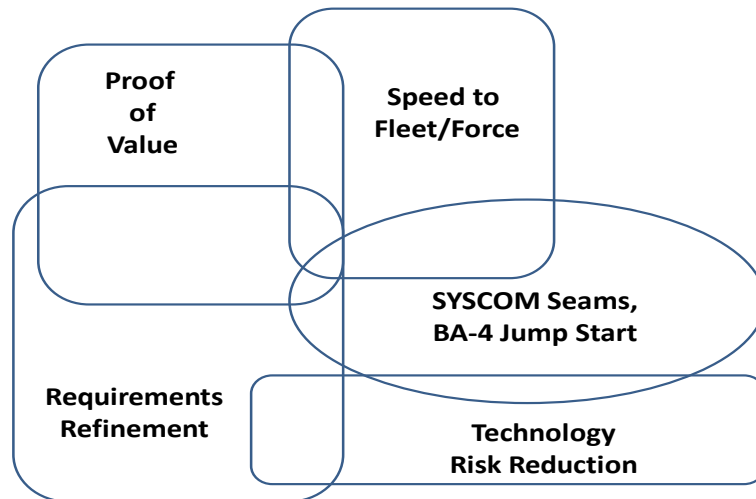 Proof
of
Value
Speed to
Fleet/Force
SYSCOM Seams,
BA-4 Jump Start
Requirements
Refinement
Technology
Risk Reduction